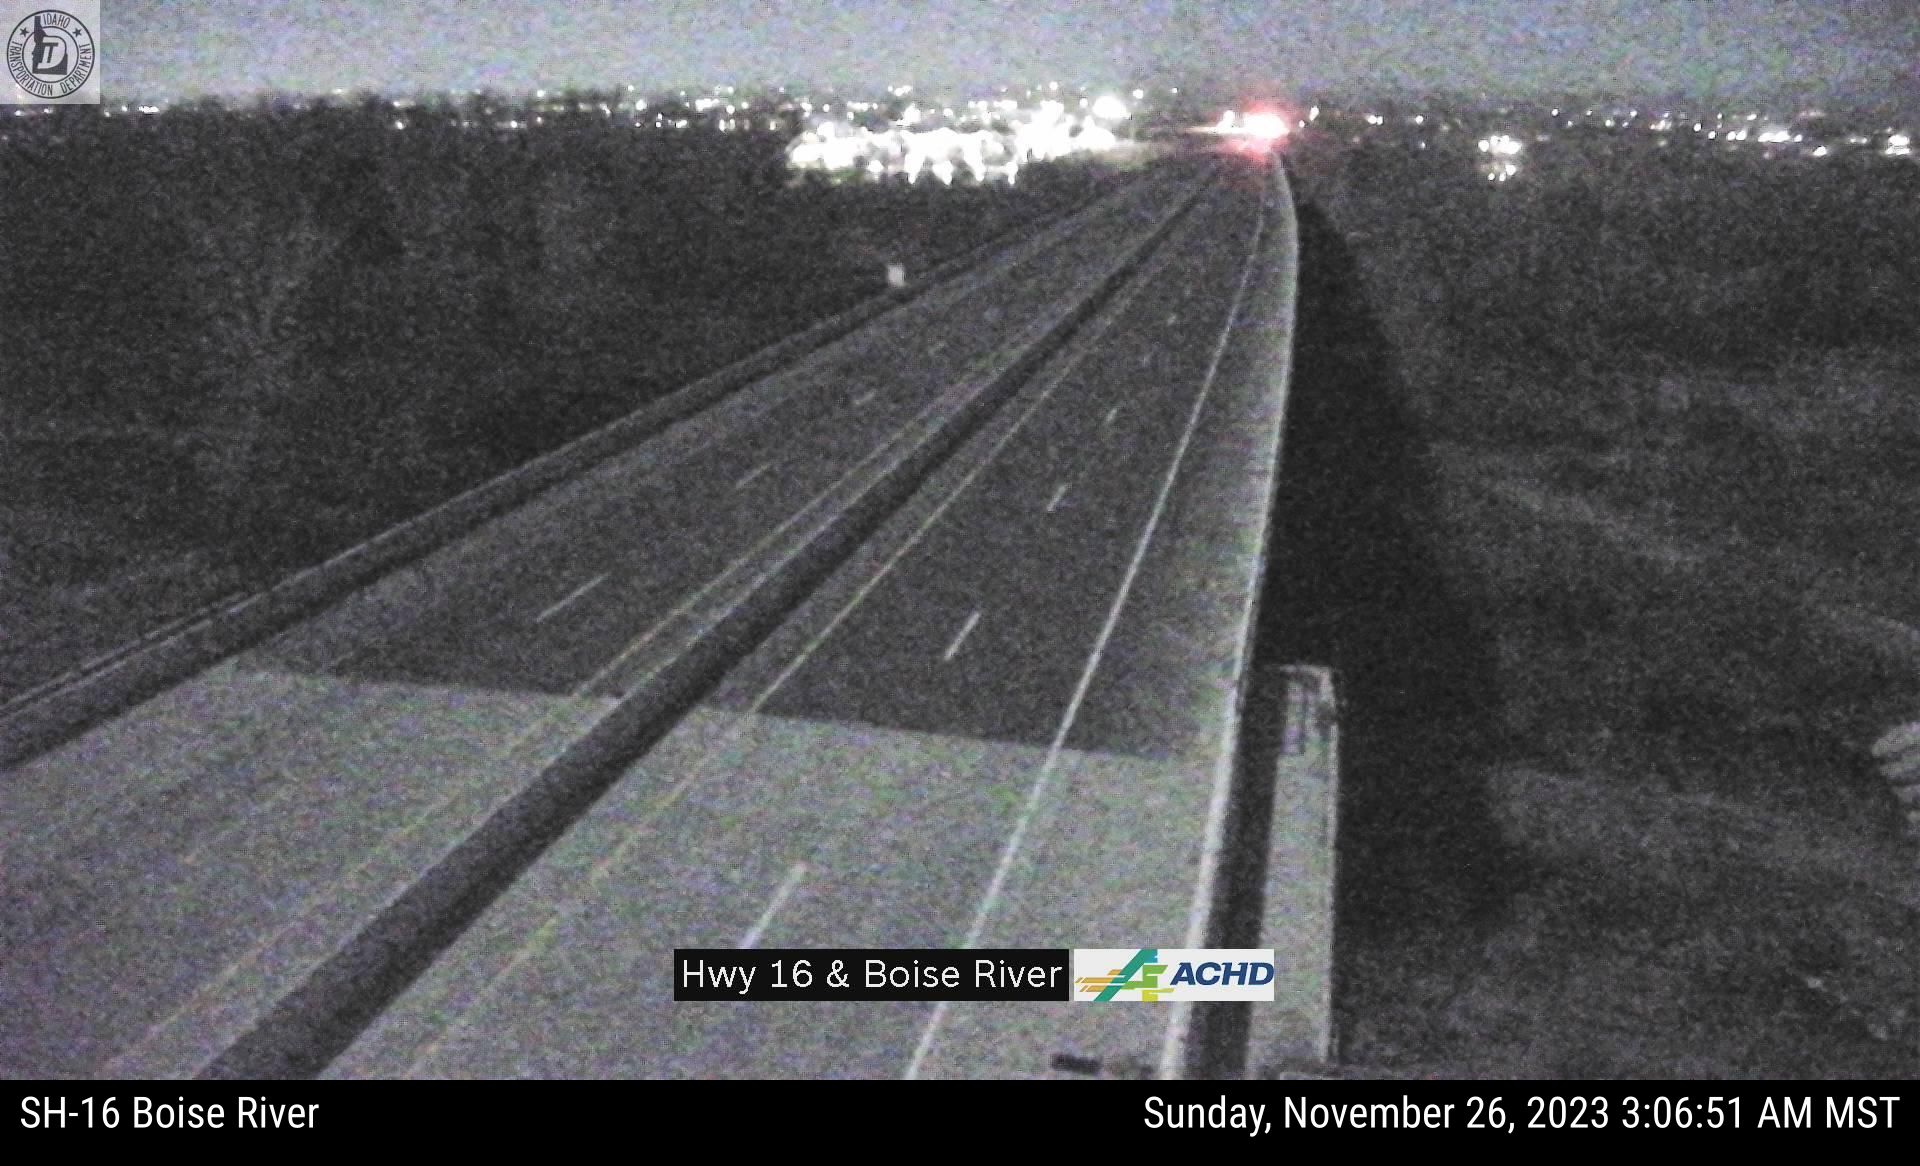 IDAHO
TRANSPORTATION DEPARTMENT
Hwy 16 & Boise River
ACHD
SH-16 Boise River
Sunday, November 26, 2023 3:06:51 AM MST